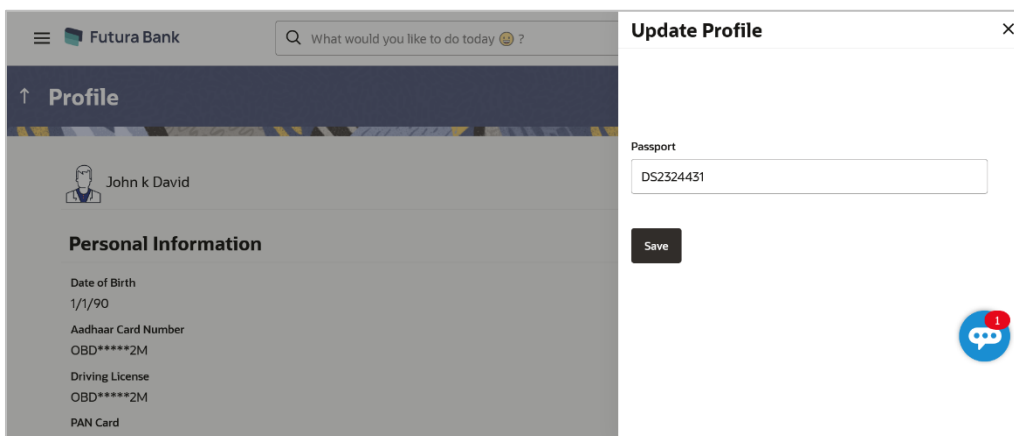 Futura Bank
What would you like to do today 😄 ?
Update Profile
Profile
Passport
DS2324431
John k David
Save
Personal Information
Date of Birth
1/1/90
Aadhaar Card Number
OBD*****2M
Driving License
OBD*****2M
PAN Card
1